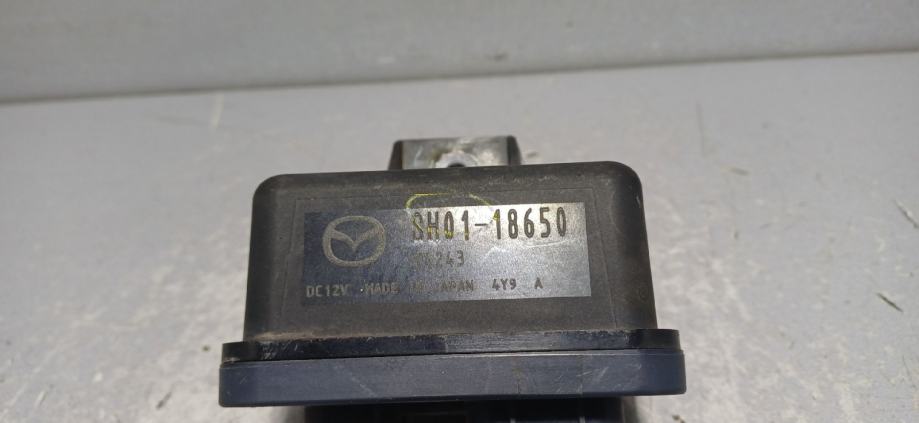 SH01-18650
DC12V MADE IN JAPAN 4Y9 A